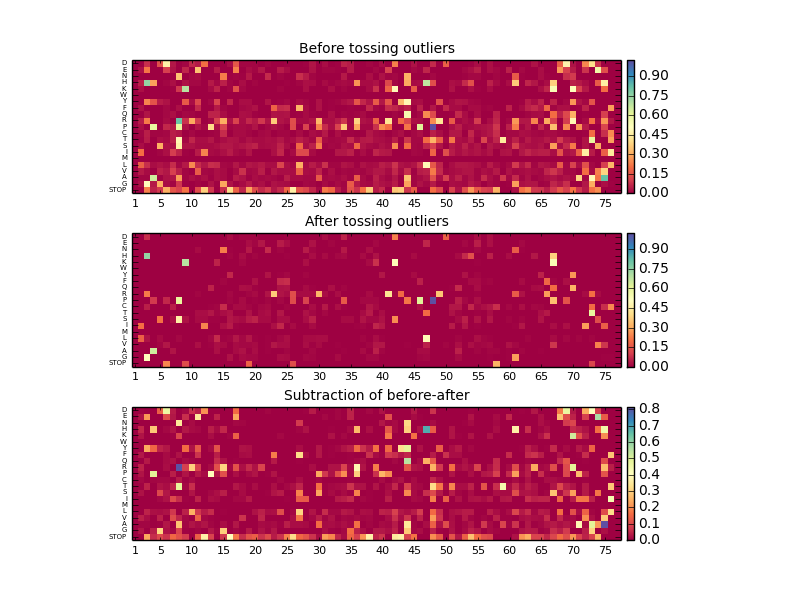 Before tossing outliers
D
E
N
H
K
W
Y
F
Q
R
P
C
T
S
I
M
L
V
A
G
STOP
1 5 10 15 20 25 30 35 40 45 50 55 60 65 70 75
0.90
0.75
0.60
0.45
0.30
0.15
0.00
After tossing outliers
D
E
N
H
K
W
Y
F
Q
R
P
C
T
S
I
M
L
V
A
G
STOP
1 5 10 15 20 25 30 35 40 45 50 55 60 65 70 75
0.90
0.75
0.60
0.45
0.30
0.15
0.00
Subtraction of before-after
D
E
N
H
K
W
Y
F
Q
R
P
C
T
S
I
M
L
V
A
G
STOP
1 5 10 15 20 25 30 35 40 45 50 55 60 65 70 75
0.8
0.7
0.6
0.5
0.4
0.3
0.2
0.1
0.0